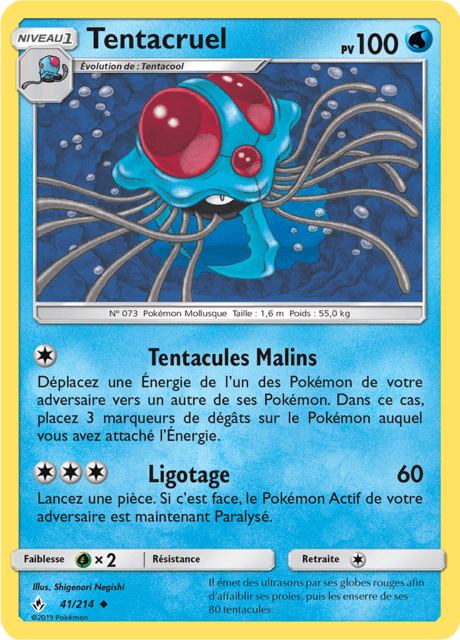 NIVEAU 1
Tentacruel
PV 100
Évolution de : Tentacool
N° 073 Pokémon Mollusque Taille : 1,6 m Poids : 55,0 kg
Tentacules Malins
Déplacez une Énergie de l'un des Pokémon de votre
adversaire vers un autre de ses Pokémon. Dans ce cas,
placez 3 marqueurs de dégâts sur le Pokémon auquel
vous avez attaché l'Énergie.
Ligotage 60
Lancez une pièce. Si c'est face, le Pokémon Actif de votre
adversaire est maintenant Paralysé.
Faiblesse ×2 Résistance Retraite
Illus. Shigenori Negishi
41/214
©2019 Pokémon
Il émet des ultrasons par ses globes rouges afin
d'affaiblir ses proies, puis les enserre de ses
80 tentacules.